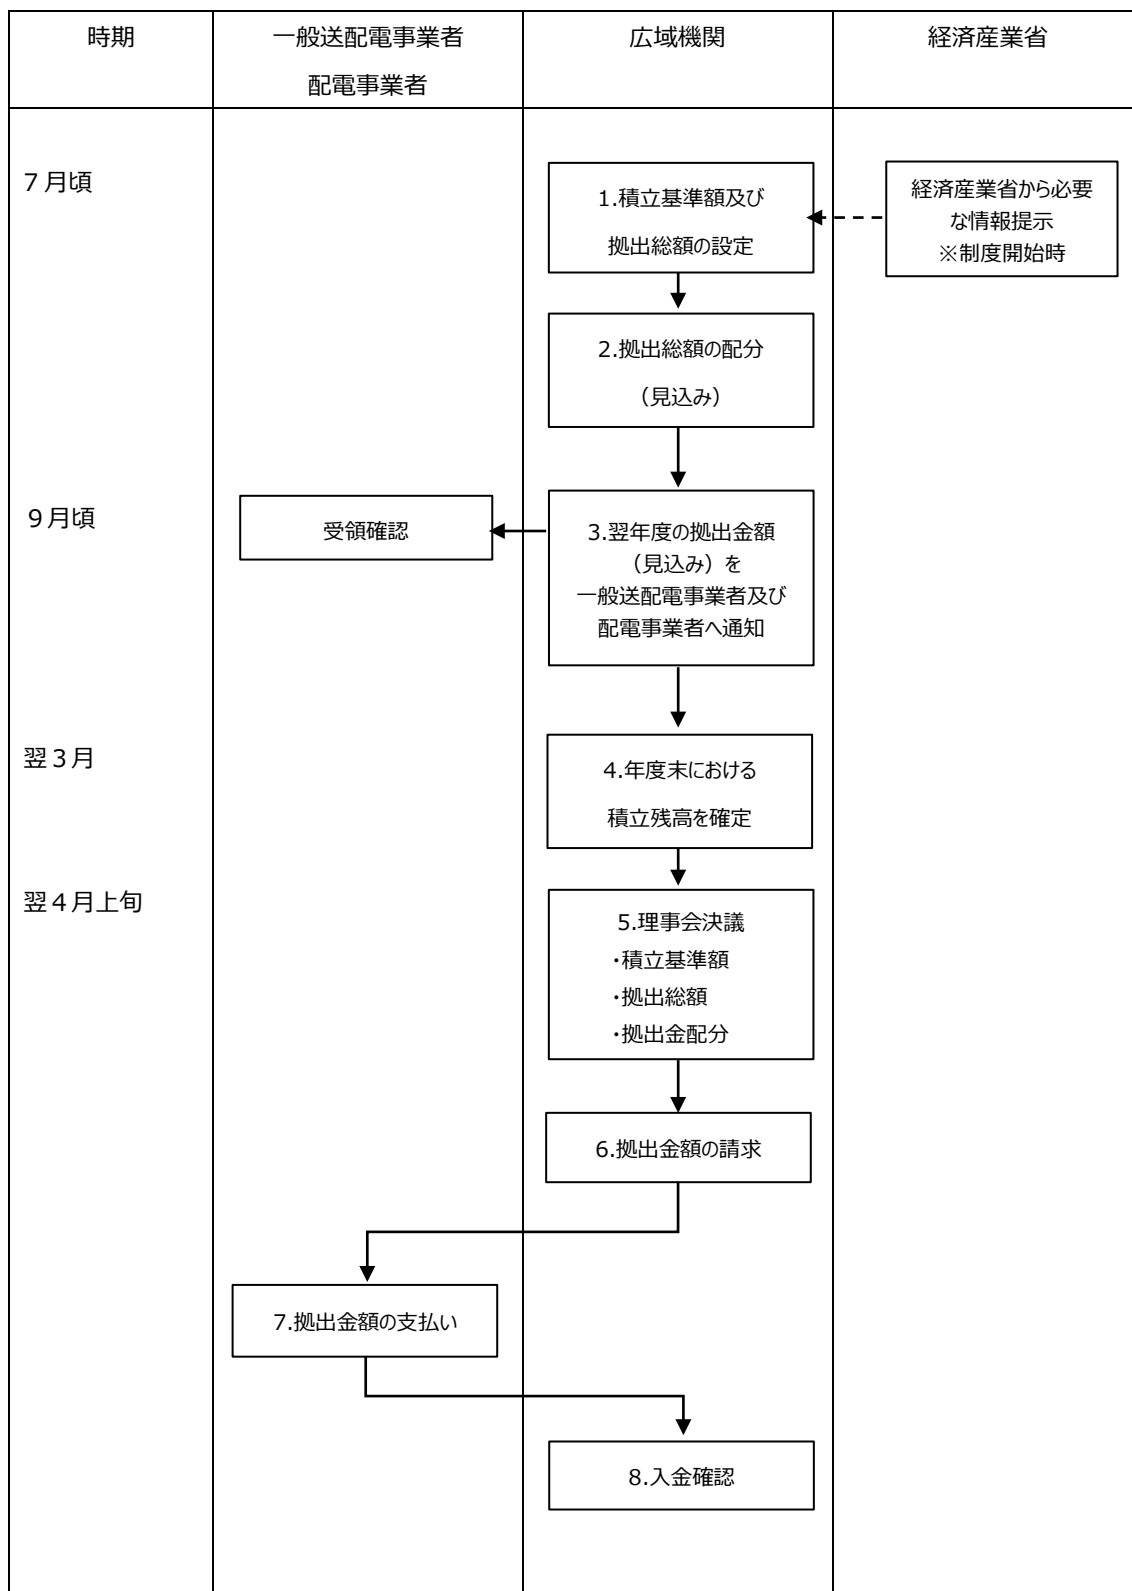 時期
一般送配電事業者
配電事業者
広域機関
経済産業省
７月頃
1.積立基準額及び
拠出総額の設定
経済産業省から必要
な情報提示
※制度開始時
2.拠出総額の配分
（見込み）
９月頃
受領確認
3.翌年度の拠出金額
（見込み）を
一般送配電事業者及び
配電事業者へ通知
翌３月
4.年度末における
積立残高を確定
翌４月上旬
5.理事会決議
・積立基準額
・拠出総額
・拠出金配分
6.拠出金額の請求
7.拠出金額の支払い
8.入金確認